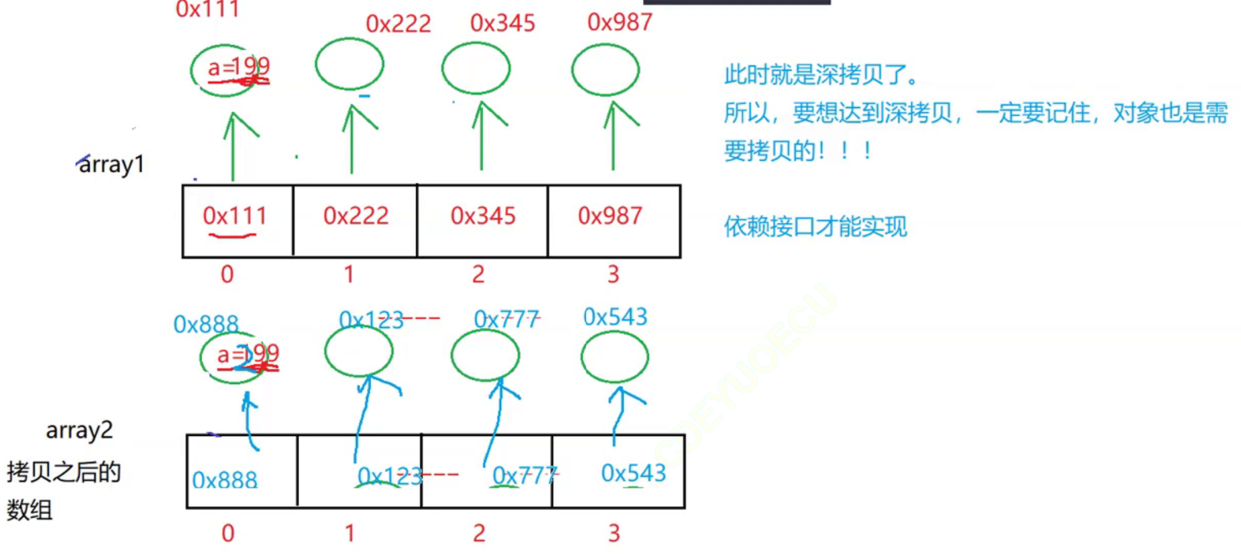 0x111
0x222
0x345
0x987
a=199
此时就是深拷贝了。
所以，要想达到深拷贝，一定要记住，对象也是需
要拷贝的！！！
array1
0x111
0x222
0x345
0x987
依赖接口才能实现
0
1
2
3
0x888
0x123
0x777
0x543
a=199
array2
拷贝之后的
数组
0x888
0x123
0x777
0x543
0
1
2
3